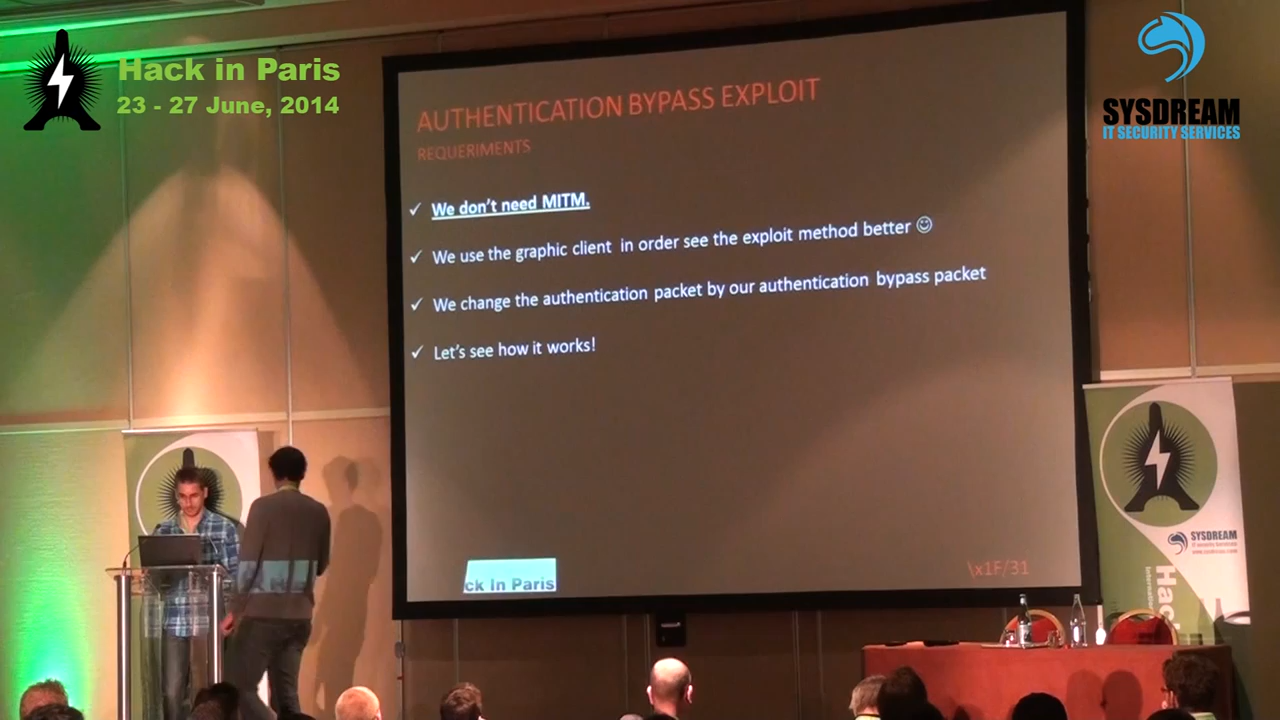 Hack in Paris
23 - 27 June, 2014
SYSDREAM
IT SECURITY SERVICES
AUTHENTICATION BYPASS EXPLOIT
REQUERIMENTS
✓ We don't need MITM.
✓ We use the graphic client in order see the exploit method better ☺
✓ We change the authentication packet by our authentication bypass packet
✓ Let's see how it works!
ck In Paris
\x1F/31
SYSDREAM